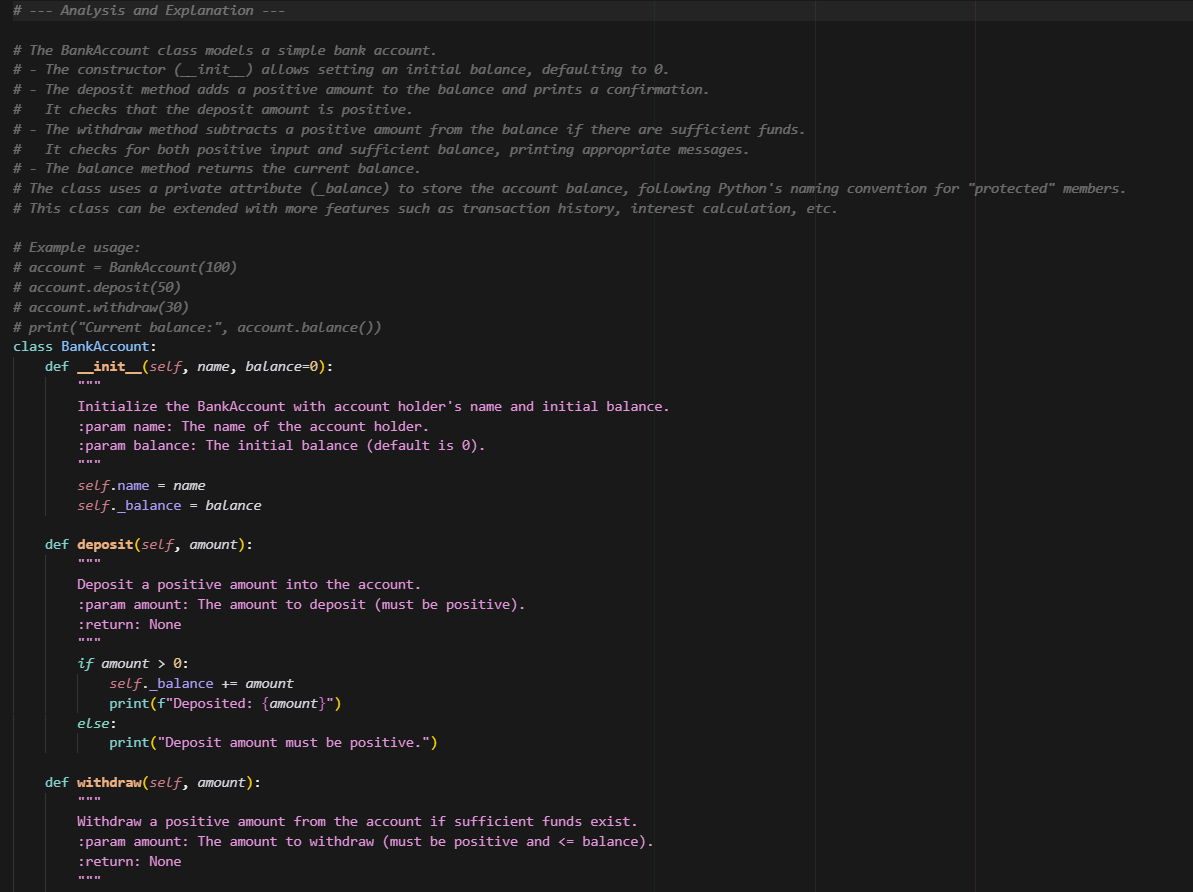 # --- Analysis and Explanation ---

# The BankAccount class models a simple bank account.
# - The constructor (__init__) allows setting an initial balance, defaulting to 0.
# - The deposit method adds a positive amount to the balance and prints a confirmation.
#   It checks that the deposit amount is positive.
# - The withdraw method subtracts a positive amount from the balance if there are sufficient funds.
#   It checks for both positive input and sufficient balance, printing appropriate messages.
# - The balance method returns the current balance.
# The class uses a private attribute (_balance) to store the account balance, following Python's naming convention for "protected" members.
# This class can be extended with more features such as transaction history, interest calculation, etc.

# Example usage:
# account = BankAccount(100)
# account.deposit(50)
# account.withdraw(30)
# print("Current balance:", account.balance())
class BankAccount:
    def __init__(self, name, balance=0):
        """
        Initialize the BankAccount with account holder's name and initial balance.
        :param name: The name of the account holder.
        :param balance: The initial balance (default is 0).
        """
        self.name = name
        self._balance = balance

    def deposit(self, amount):
        """
        Deposit a positive amount into the account.
        :param amount: The amount to deposit (must be positive).
        :return: None
        """
        if amount > 0:
            self._balance += amount
            print(f"Deposited: {amount}")
        else:
            print("Deposit amount must be positive.")

    def withdraw(self, amount):
        """
        Withdraw a positive amount from the account if sufficient funds exist.
        :param amount: The amount to withdraw (must be positive and <= balance).
        :return: None
        """